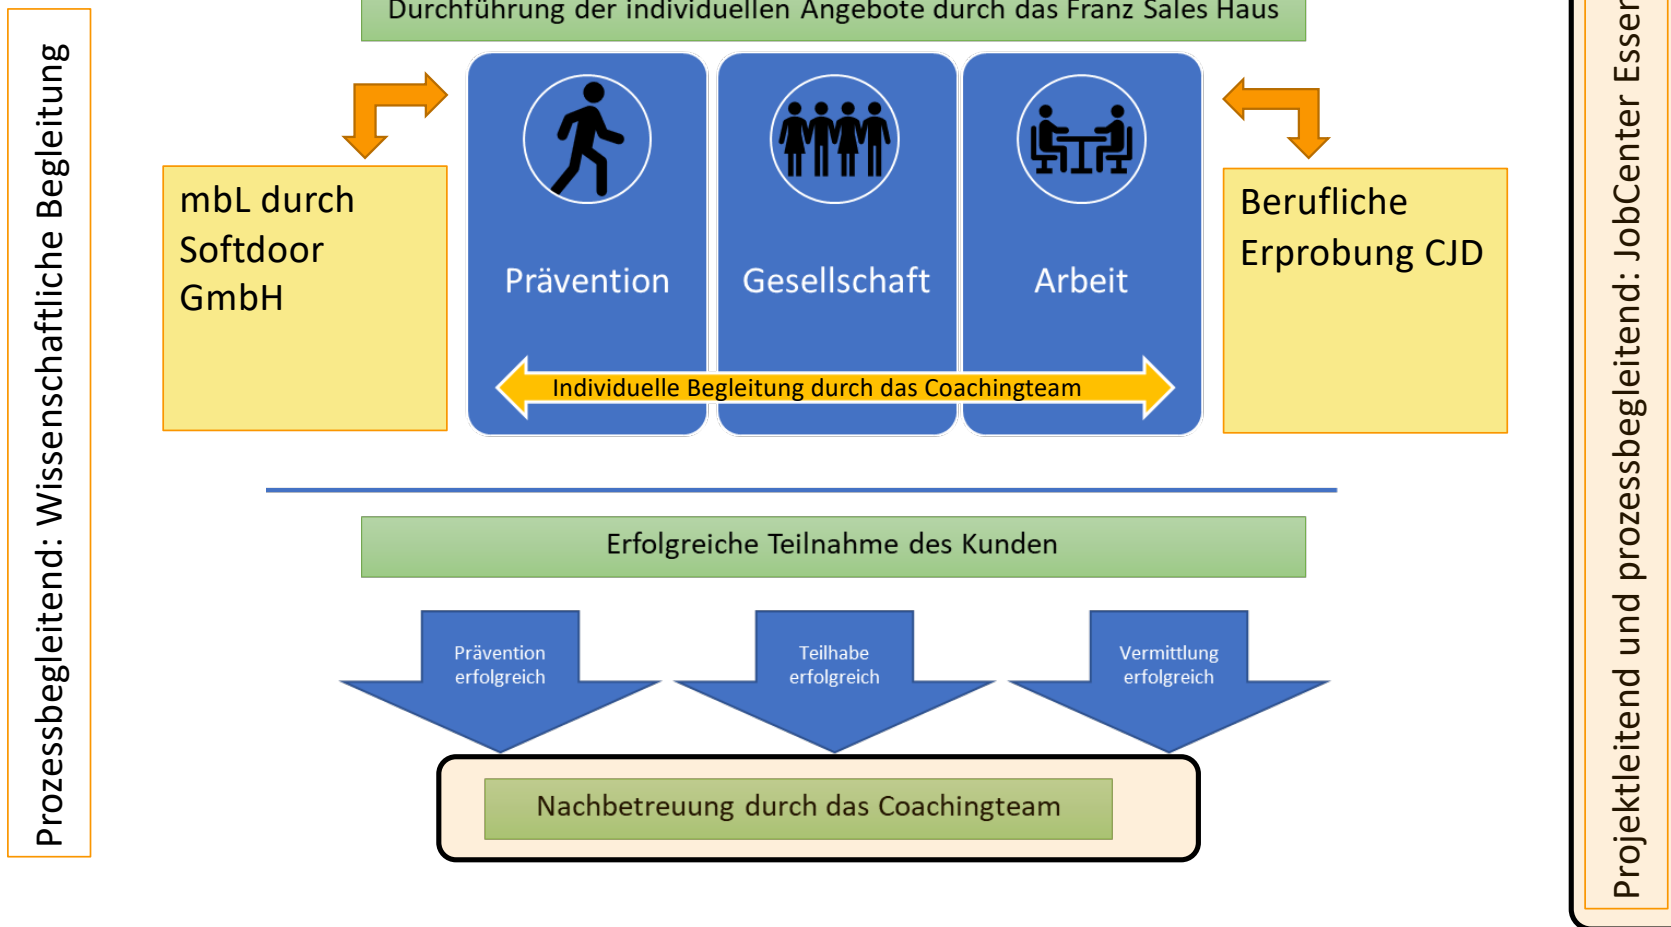 Durchführung der individuellen Angebote durch das Franz Sales Haus
Prozessbegleitend: Wissenschaftliche Begleitung
mbL durch
Softdoor
GmbH
Prävention
Gesellschaft
Arbeit
Individuelle Begleitung durch das Coachingteam
Berufliche
Erprobung CJD
Projektleitend und prozessbegleitend: JobCenter Essen
Erfolgreiche Teilnahme des Kunden
Prävention
erfolgreich
Teilhabe
erfolgreich
Vermittlung
erfolgreich
Nachbetreuung durch das Coachingteam